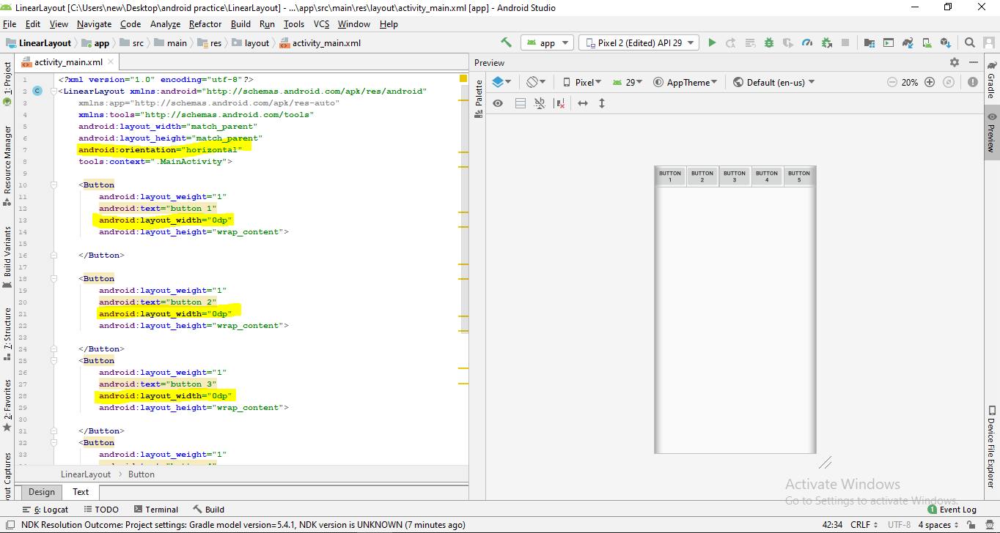 LinearLayout [C:\Users\new\Desktop\android practice\LinearLayout] - ...\app\src\main\res\layout\activity_main.xml [app] - Android Studio
File Edit View Navigate Code Analyze Refactor Build Run Tools VCS Window Help
LinearLayout app src main res layout activity_main.xml app Pixel 2 (Edited) API 29
activity_main.xml
Preview
Pixel 29 AppTheme Default (en-us) 20%
1: Project
Resource Manager
Build Variants
7: Structure
2: Favorites
out Captures
1 <?xml version="1.0" encoding="utf-8"?>
2 C <LinearLayout xmlns:android="http://schemas.android.com/apk/res/android"
3 xmlns:app="http://schemas.android.com/apk/res-auto"
4 xmlns:tools="http://schemas.android.com/tools"
5 android:layout_width="match_parent"
6 android:layout_height="match_parent"
7 android:orientation="horizontal"
8 tools:context=".MainActivity">
9
10 <Button
11 android:layout_weight="1"
12 android:text="button 1"
13 android:layout_width="0dp"
14 android:layout_height="wrap_content">
15
16 </Button>
17
18 <Button
19 android:layout_weight="1"
20 android:text="button 2"
21 android:layout_width="0dp"
22 android:layout_height="wrap_content">
23
24 </Button>
25 <Button
26 android:layout_weight="1"
27 android:text="button 3"
28 android:layout_width="0dp"
29 android:layout_height="wrap_content">
30
31 </Button>
32 <Button
33 android:layout_weight="1"
LinearLayout Button
Design Text
Palette
BUTTON 1
BUTTON 2
BUTTON 3
BUTTON 4
BUTTON 5
Gradle
Preview
Device File Explorer
Activate Windows
Go to Settings to activate Windows.
6: Logcat TODO Terminal Build 1 Event Log
NDK Resolution Outcome: Project settings: Gradle model version=5.4.1, NDK version is UNKNOWN (7 minutes ago) 42:34 CRLF UTF-8 4 spaces